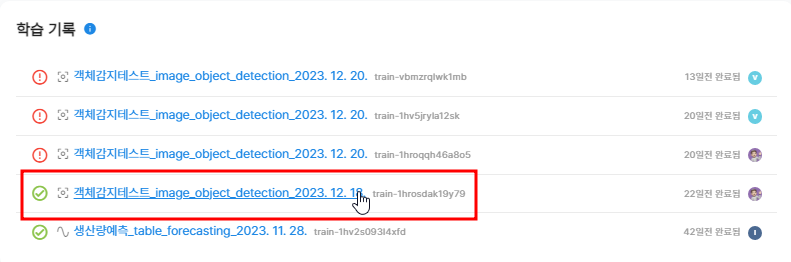 학습 기록
객체감지테스트_image_object_detection_2023. 12. 20. train-vbmzrqlwk1mb 13일전 완료됨 V
객체감지테스트_image_object_detection_2023. 12. 20. train-1hv5jryla12sk 20일전 완료됨 V
객체감지테스트_image_object_detection_2023. 12. 20. train-1hroqqh46a8o5 20일전 완료됨
객체감지테스트_image_object_detection_2023. 12. 18. train-1hrosdak19y79 22일전 완료됨
생산량예측_table_forecasting_2023. 11. 28. train-1hv2s093l4xfd 42일전 완료됨 I